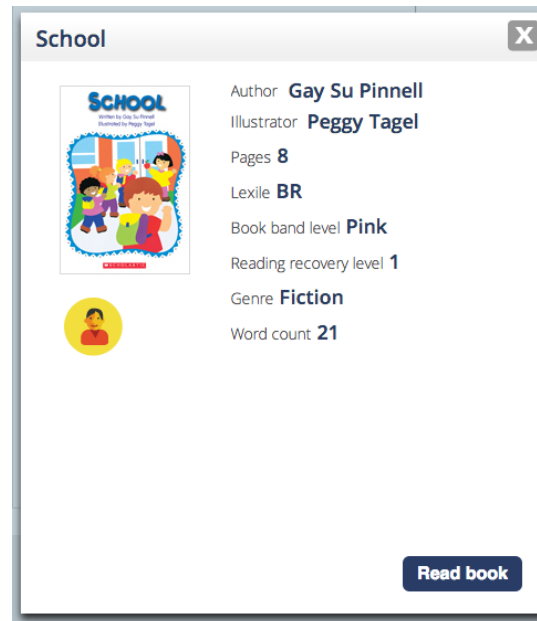 School
X
SCHOOL
Written by Gay Su Pinnell
Illustrated by Peggy Tagel
SCHOLASTIC
Author Gay Su Pinnell
Illustrator Peggy Tagel
Pages 8
Lexile BR
Book band level Pink
Reading recovery level 1
Genre Fiction
Word count 21
Read book